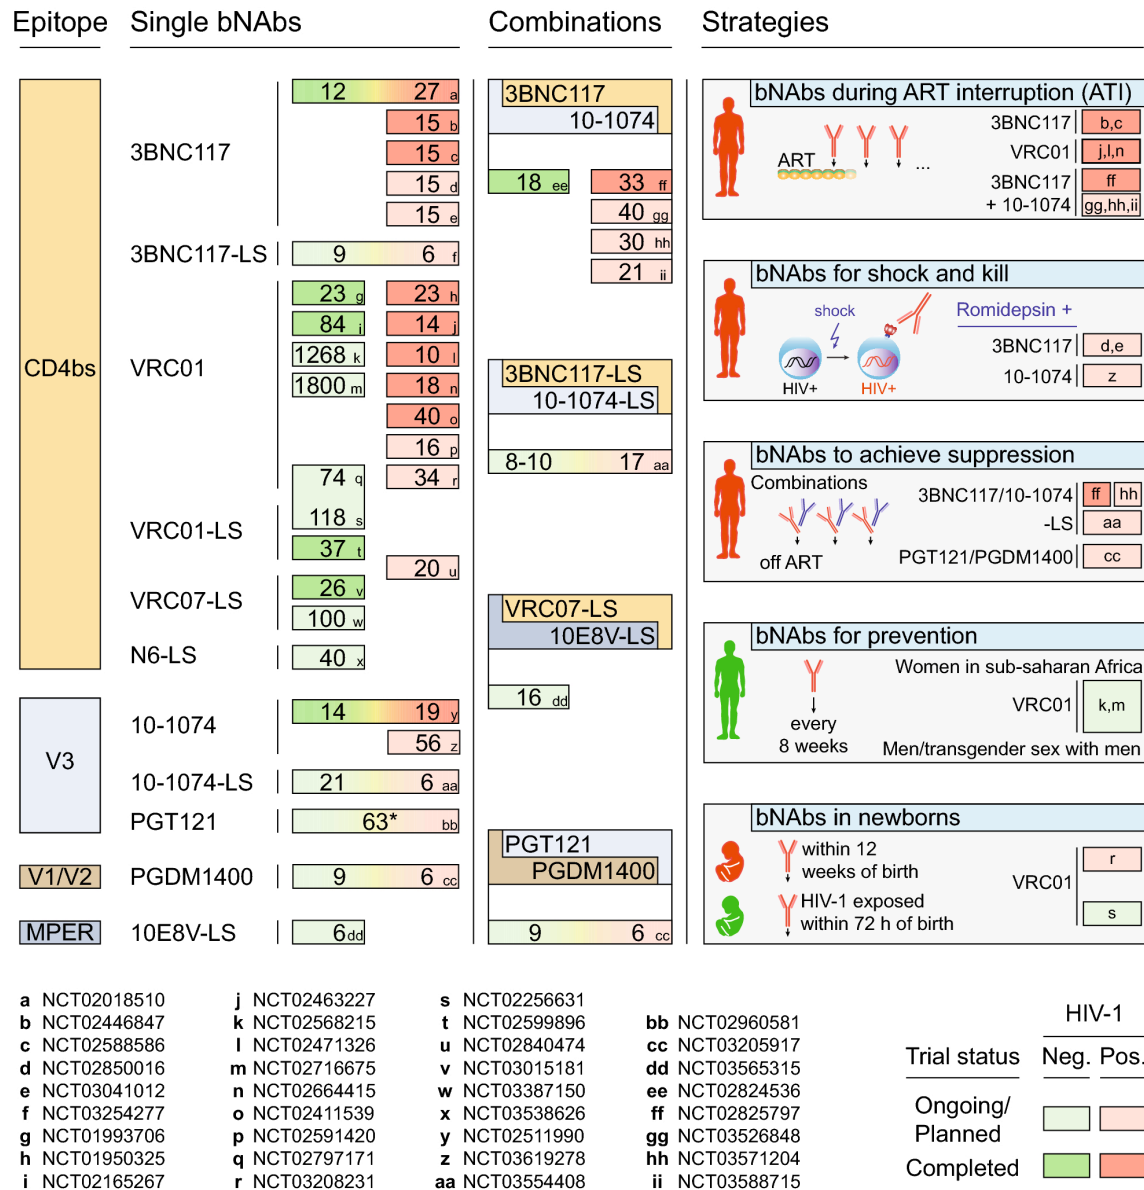 Epitope
Single bNAbs
Combinations
Strategies
CD4bs
V3
V1/V2
MPER
3BNC117
12 27 a
15 b
15 c
15 d
15 e
3BNC117-LS
9 6 f
VRC01
23 g 23 h
84 i 14 j
1268 k 10 l
1800 m 18 n
40 o
16 p
74 q 34 r
118 s
VRC01-LS
37 t
20 u
VRC07-LS
26 v
100 w
N6-LS
40 x
10-1074
14 19 y
56 z
10-1074-LS
21 6 aa
PGT121
63* bb
PGDM1400
9 6 cc
10E8V-LS
6 dd
3BNC117
10-1074
18 ee 33 ff
40 gg
30 hh
21 ii
3BNC117-LS
10-1074-LS
8-10 17 aa
VRC07-LS
10E8V-LS
16 dd
PGT121
PGDM1400
9 6 cc
bNAbs during ART interruption (ATI)
ART
...
3BNC117 b,c
VRC01 j,l,n
3BNC117 ff
+ 10-1074 gg,hh,ii
bNAbs for shock and kill
shock
HIV+
HIV+
Romidepsin +
3BNC117 d,e
10-1074 z
bNAbs to achieve suppression
Combinations
off ART
3BNC117/10-1074 ff hh
-LS aa
PGT121/PGDM1400 cc
bNAbs for prevention
every
8 weeks
Women in sub-saharan Africa
VRC01 k,m
Men/transgender sex with men
bNAbs in newborns
within 12
weeks of birth
HIV-1 exposed
within 72 h of birth
VRC01
r
s
a NCT02018510
b NCT02446847
c NCT02588586
d NCT02850016
e NCT03041012
f NCT03254277
g NCT01993706
h NCT01950325
i NCT02165267
j NCT02463227
k NCT02568215
l NCT02471326
m NCT02716675
n NCT02664415
o NCT02411539
p NCT02591420
q NCT02797171
r NCT03208231
s NCT02256631
t NCT02599896
u NCT02840474
v NCT03015181
w NCT03387150
x NCT03538626
y NCT02511990
z NCT03619278
aa NCT03554408
bb NCT02960581
cc NCT03205917
dd NCT03565315
ee NCT02824536
ff NCT02825797
gg NCT03526848
hh NCT03571204
ii NCT03588715
HIV-1
Trial status Neg. Pos.
Ongoing/
Planned
Completed